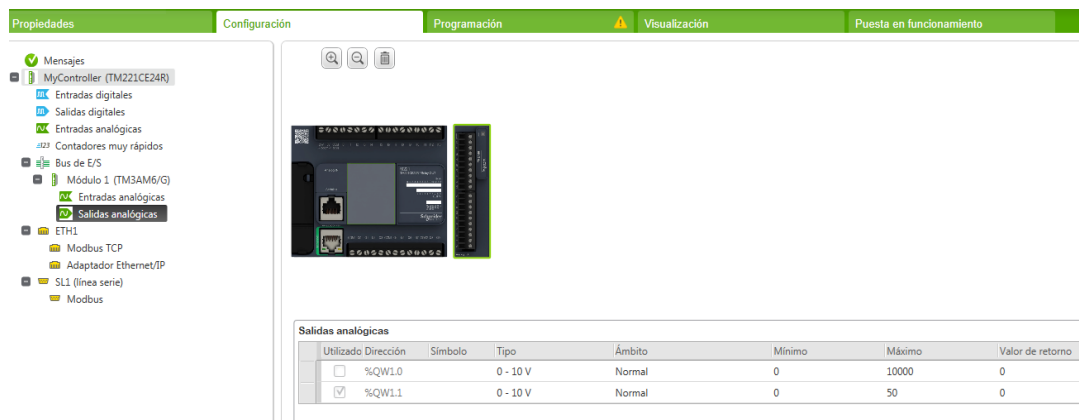 Propiedades
Configuración
Programación
Visualización
Puesta en funcionamiento
Mensajes
MyController (TM221CE24R)
Entradas digitales
Salidas digitales
Entradas analógicas
Contadores muy rápidos
Bus de E/S
Módulo 1 (TM3AM6/G)
Entradas analógicas
Salidas analógicas
ETH1
Modbus TCP
Adaptador Ethernet/IP
SL1 (línea serie)
Modbus
Salidas analógicas
Utilizado Dirección Símbolo Tipo Ámbito Mínimo Máximo Valor de retorno
%QW1.0 0 - 10 V Normal 0 10000 0
%QW1.1 0 - 10 V Normal 0 50 0